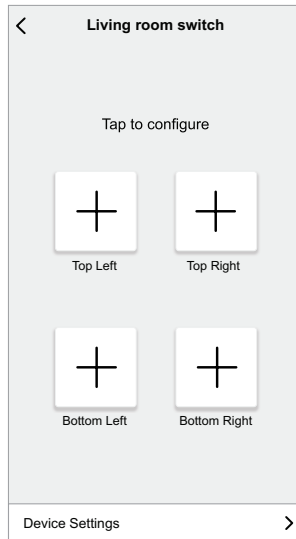 Living room switch
Tap to configure
Top Left
Top Right
Bottom Left
Bottom Right
Device Settings